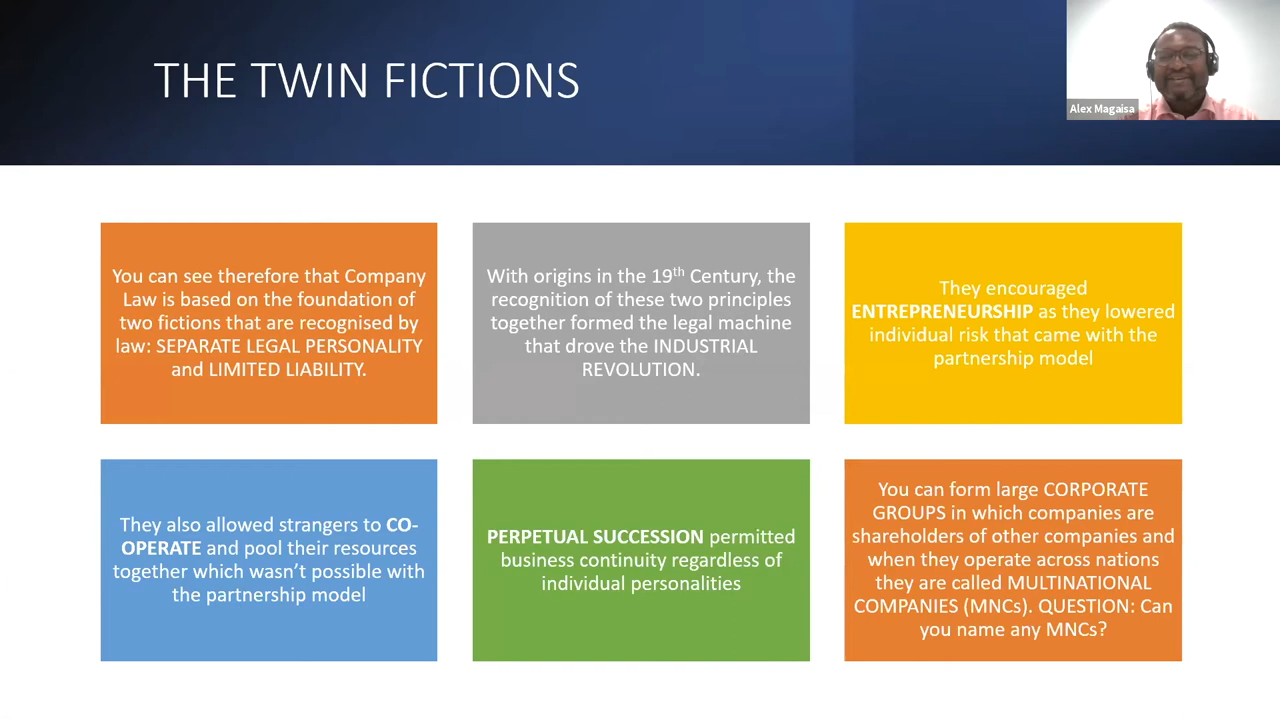 THE TWIN FICTIONS
Alex Magaisa
You can see therefore that Company
Law is based on the foundation of
two fictions that are recognised by
law: SEPARATE LEGAL PERSONALITY
and LIMITED LIABILITY.
With origins in the 19th Century, the
recognition of these two principles
together formed the legal machine
that drove the INDUSTRIAL
REVOLUTION.
They encouraged
ENTREPRENEURSHIP as they lowered
individual risk that came with the
partnership model
They also allowed strangers to CO-
OPERATE and pool their resources
together which wasn’t possible with
the partnership model
PERPETUAL SUCCESSION permitted
business continuity regardless of
individual personalities
You can form large CORPORATE
GROUPS in which companies are
shareholders of other companies and
when they operate across nations
they are called MULTINATIONAL
COMPANIES (MNCs). QUESTION: Can
you name any MNCs?